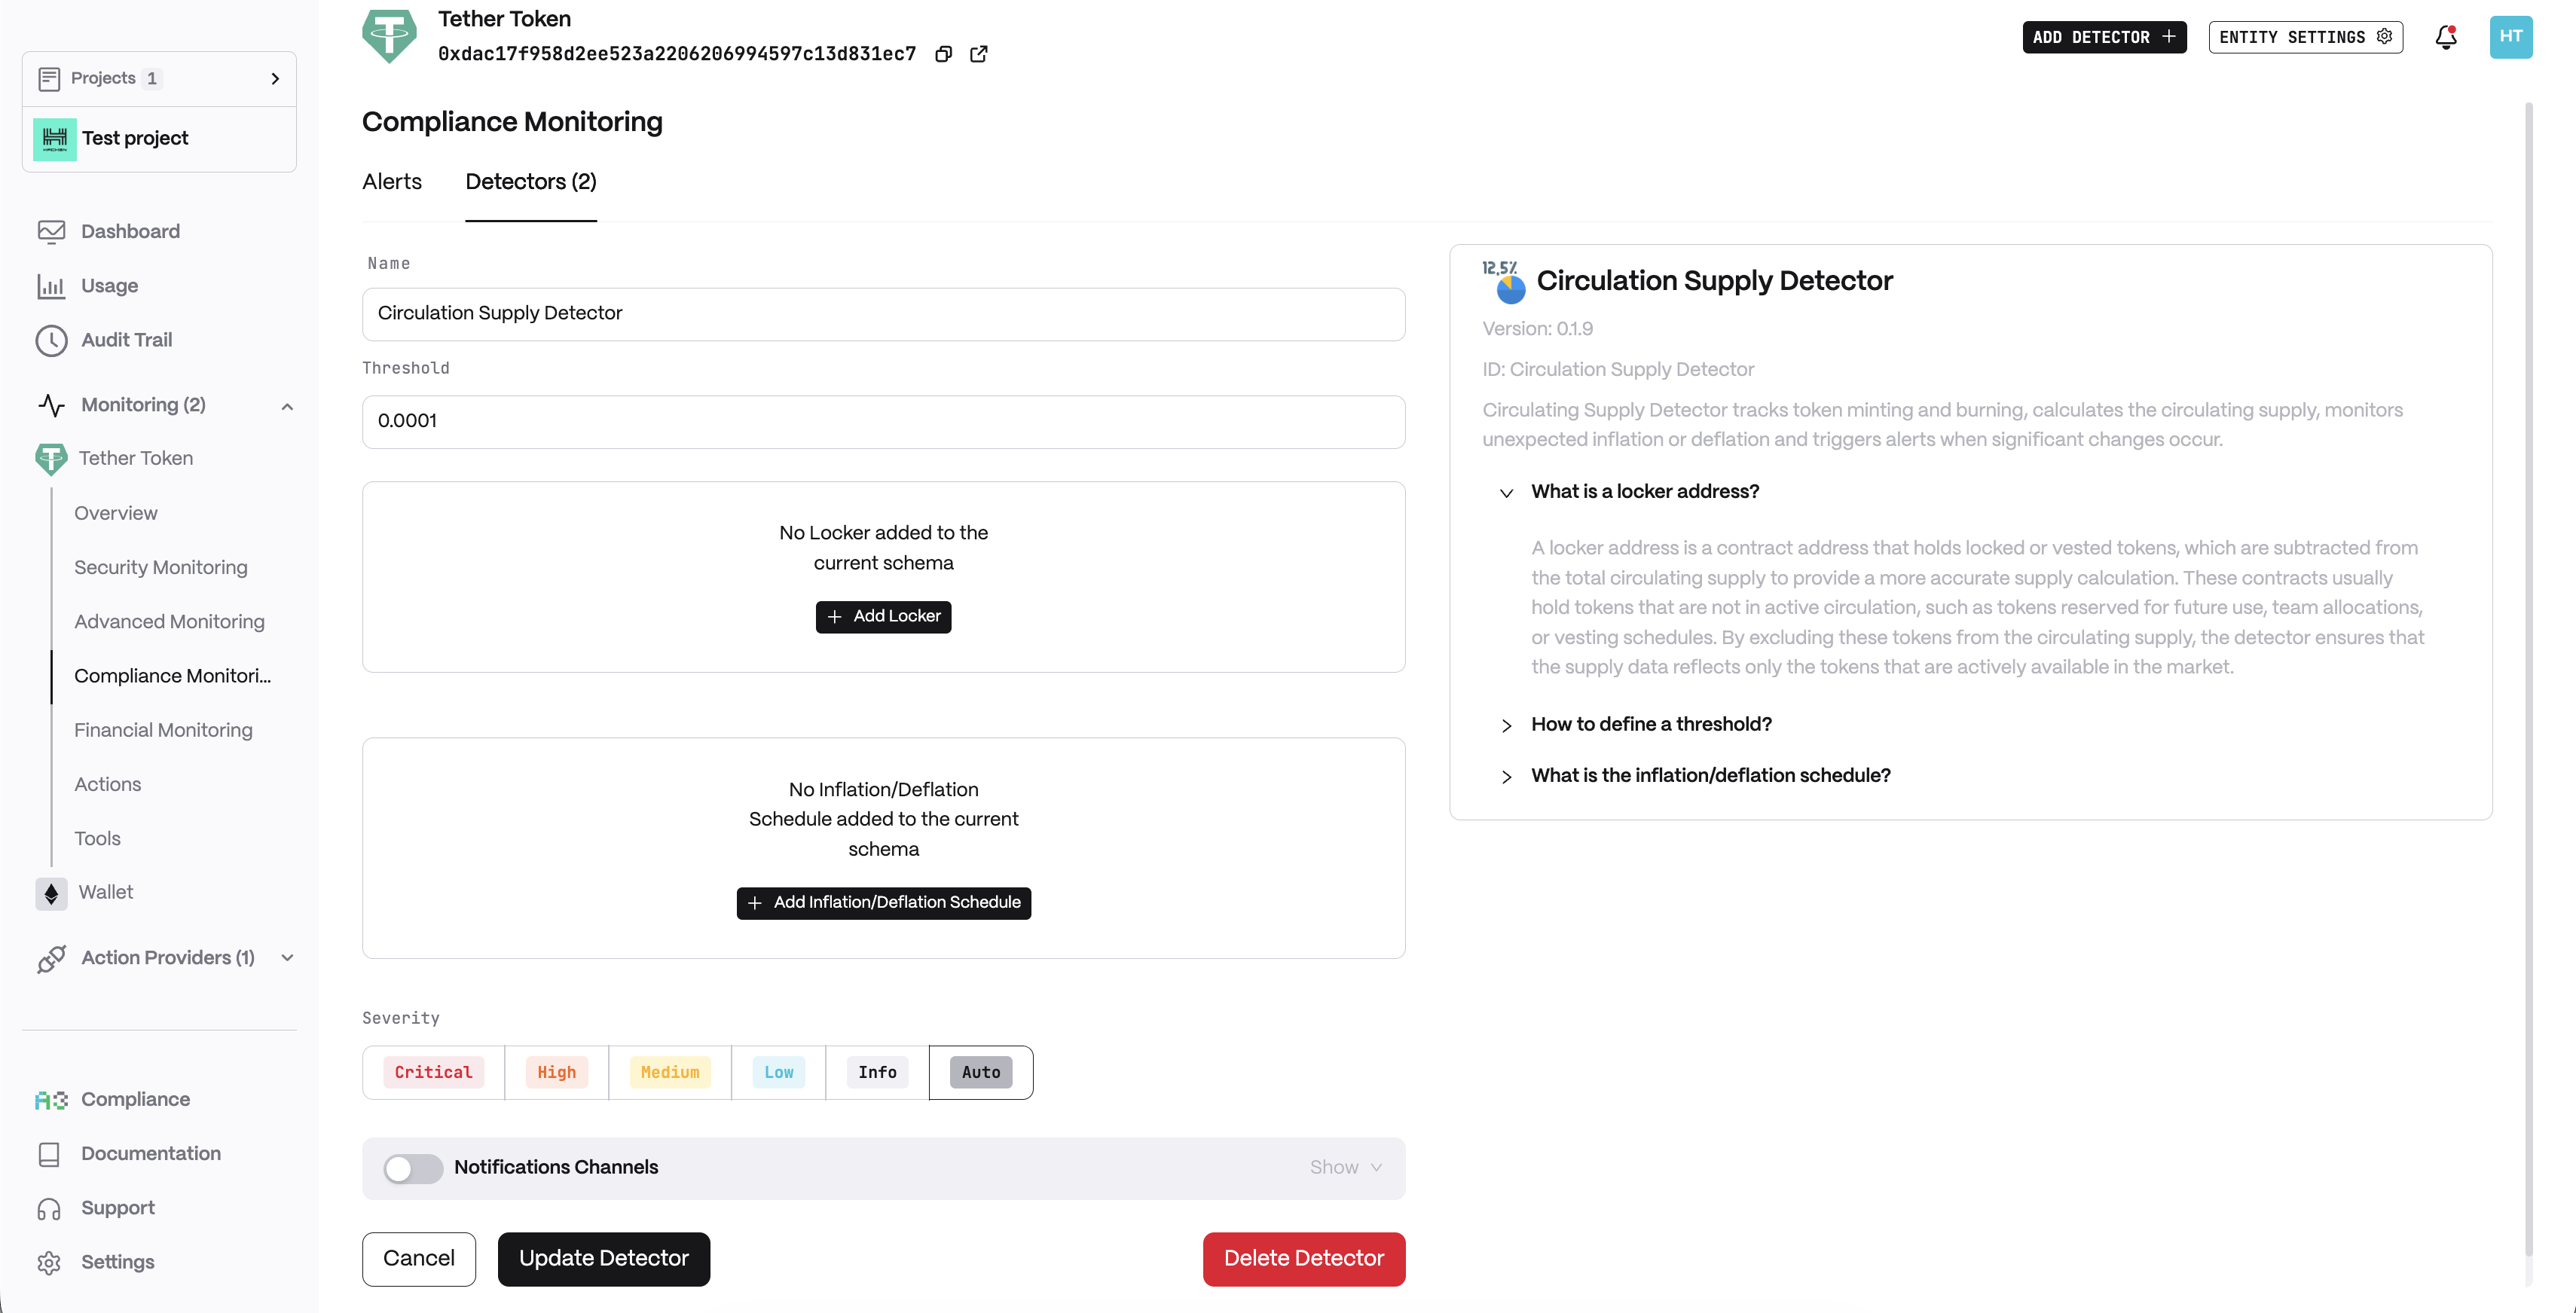 Tether Token
0xdac17f958d2ee523a2206206994597c13d831ec7
ADD DETECTOR
ENTITY SETTINGS
HT
Projects 1
Test project
Dashboard
Usage
Audit Trail
Monitoring (2)
Tether Token
Overview
Security Monitoring
Advanced Monitoring
Compliance Monitori...
Financial Monitoring
Actions
Tools
Wallet
Action Providers (1)
Compliance
Documentation
Support
Settings
Compliance Monitoring
Alerts
Detectors (2)
Name
Circulation Supply Detector
Threshold
0.0001
No Locker added to the
current schema
Add Locker
No Inflation/Deflation
Schedule added to the current
schema
Add Inflation/Deflation Schedule
Severity
Critical
High
Medium
Low
Info
Auto
Notifications Channels
Show
Cancel
Update Detector
Delete Detector
12,5%
Circulation Supply Detector
Version: 0.1.9
ID: Circulation Supply Detector
Circulating Supply Detector tracks token minting and burning, calculates the circulating supply, monitors
unexpected inflation or deflation and triggers alerts when significant changes occur.
What is a locker address?
A locker address is a contract address that holds locked or vested tokens, which are subtracted from
the total circulating supply to provide a more accurate supply calculation. These contracts usually
hold tokens that are not in active circulation, such as tokens reserved for future use, team allocations,
or vesting schedules. By excluding these tokens from the circulating supply, the detector ensures that
the supply data reflects only the tokens that are actively available in the market.
How to define a threshold?
What is the inflation/deflation schedule?